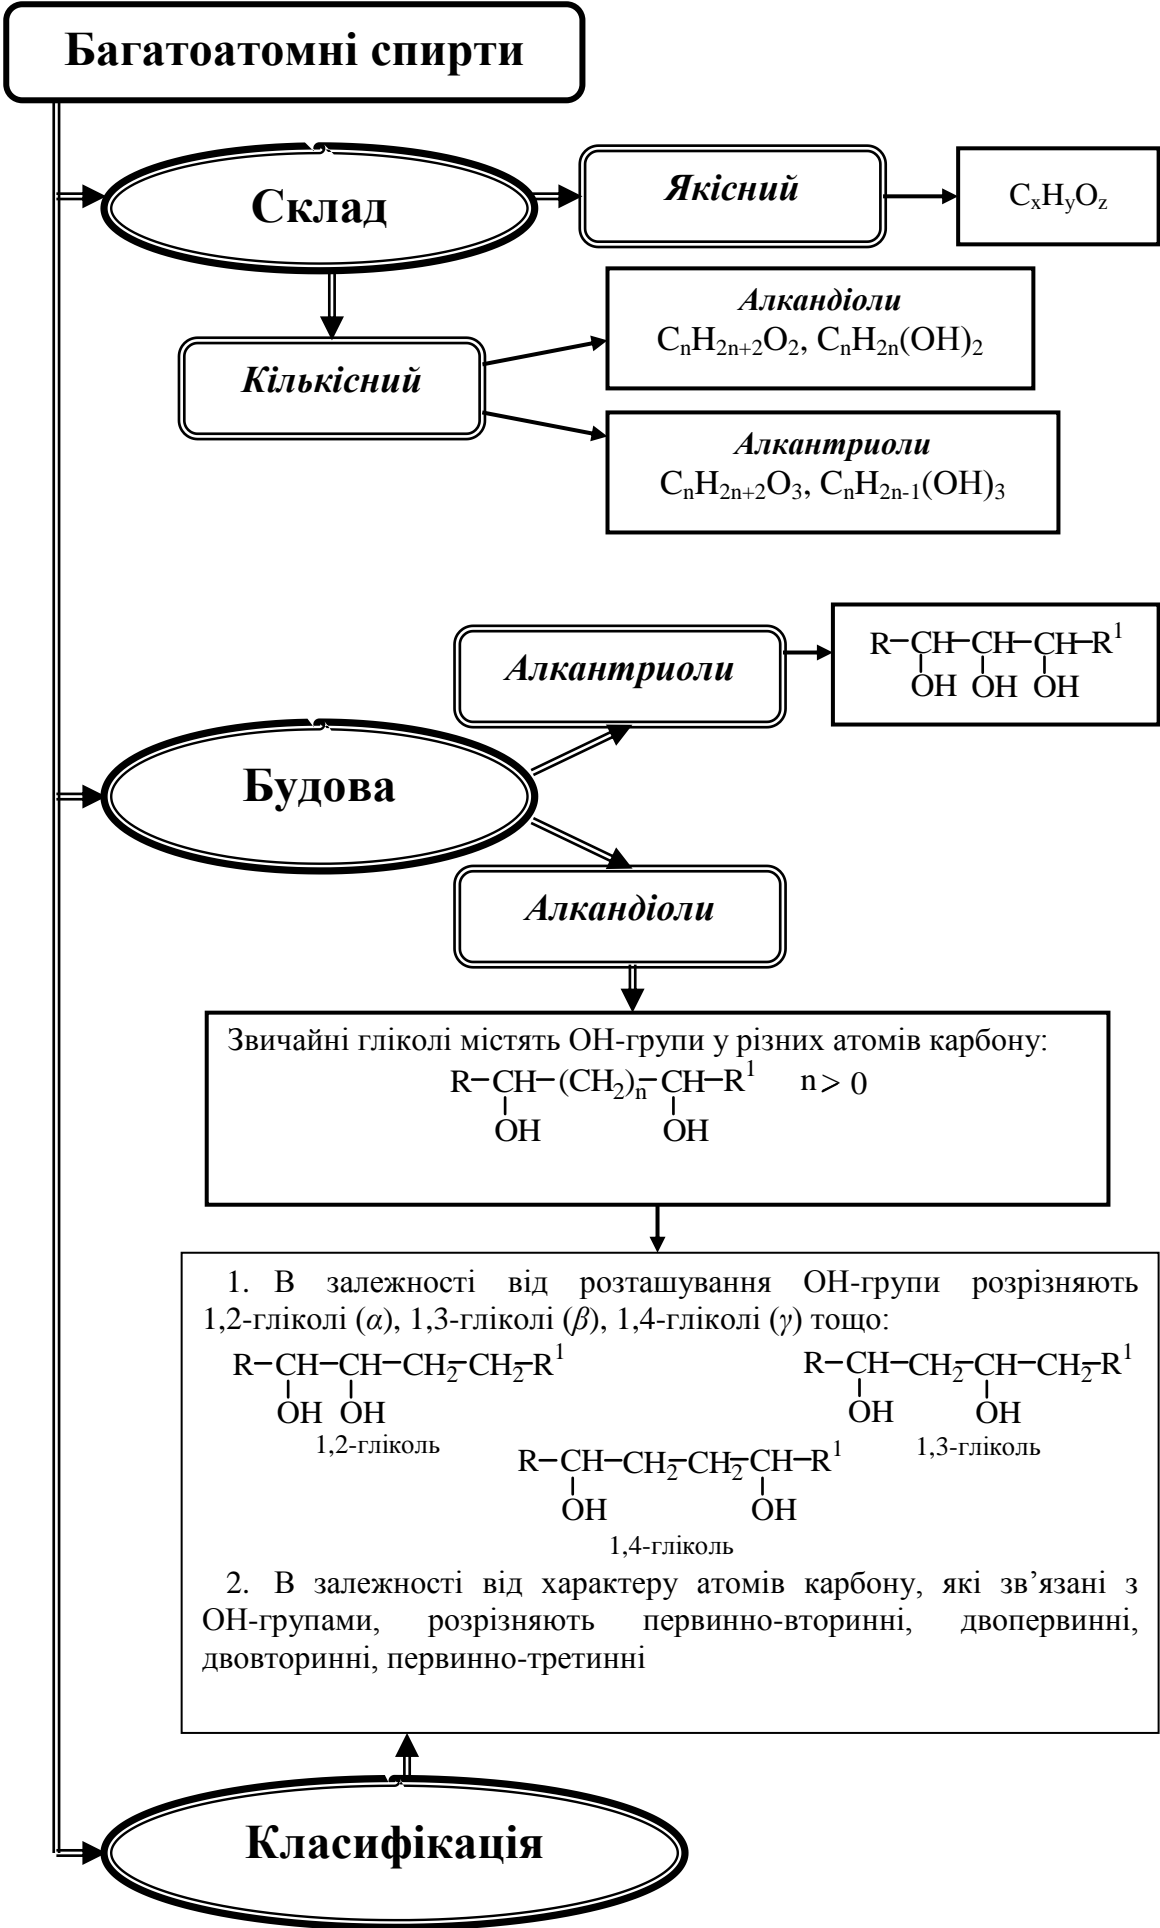 Багатоатомні спирти
Склад
Якісний
CxHyOz
Кількісний
Алкандіоли
CnH2n+2O2, CnH2n(OH)2
Алкантриоли
CnH2n+2O3, CnH2n-1(OH)3
Будова
Алкантриоли
R–CH–CH–CH–R1
OH OH OH
Алкандіоли
Звичайні гліколі містять ОН-групи у різних атомів карбону:
R–CH–(CH2)n–CH–R1 n > 0
OH OH
1. В залежності від розташування ОН-групи розрізняють
1,2-гліколі (α), 1,3-гліколі (β), 1,4-гліколі (γ) тощо:
R–CH–CH–CH2–CH2–R1
OH OH
1,2-гліколь
R–CH–CH2–CH–CH2–R1
OH OH
1,3-гліколь
R–CH–CH2–CH2–CH–R1
OH OH
1,4-гліколь
2. В залежності від характеру атомів карбону, які зв’язані з
ОН-групами, розрізняють первинно-вторинні, двопервинні,
двовторинні, первинно-третинні
Класифікація